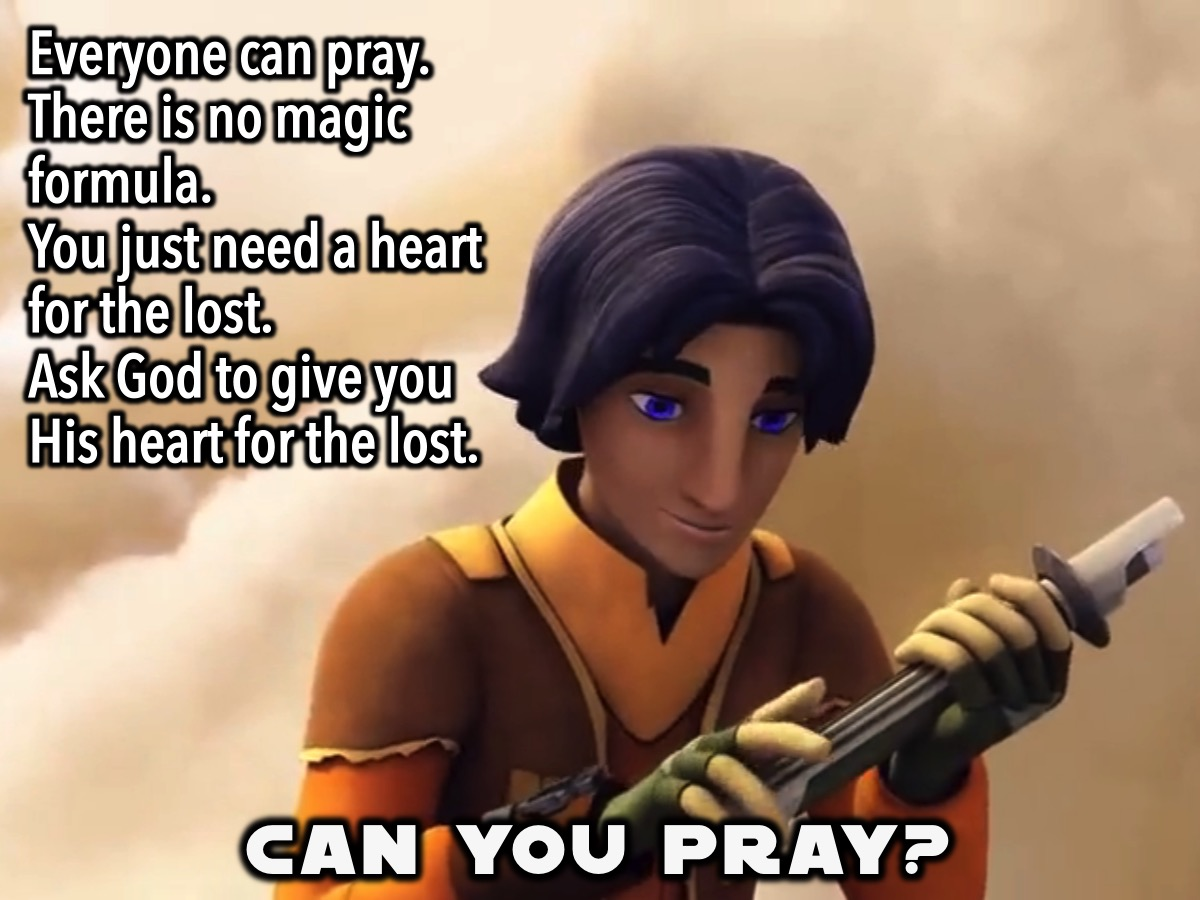 Everyone can pray.
There is no magic
formula.
You just need a heart
for the lost.
Ask God to give you
His heart for the lost.
CAN YOU PRAY?